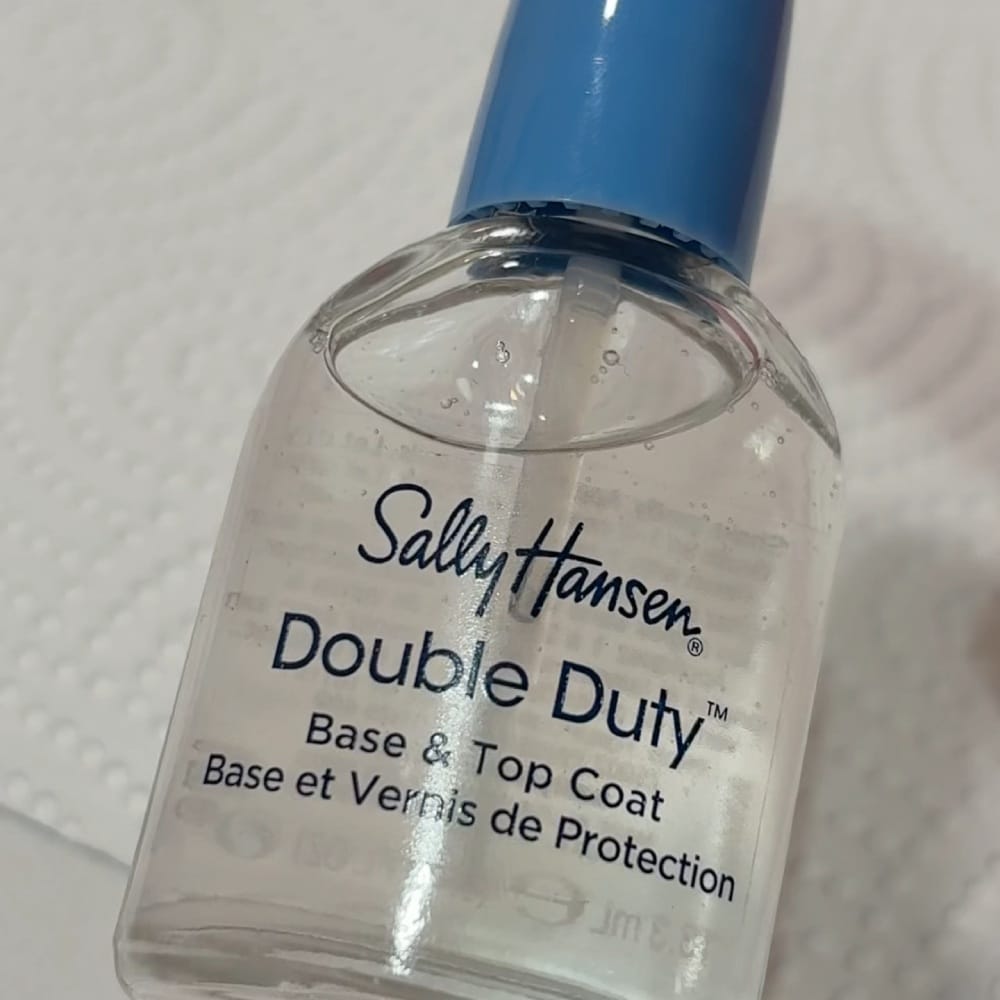 Sally Hansen®
Double Duty™
Base & Top Coat
Base et Vernis de Protection